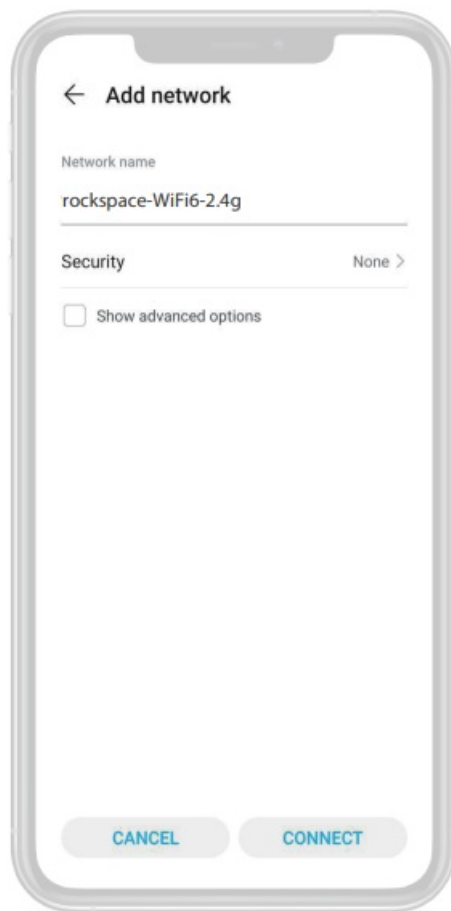 Add network
Network name
rockspace-WiFi6-2.4g
Security None
Show advanced options
CANCEL CONNECT